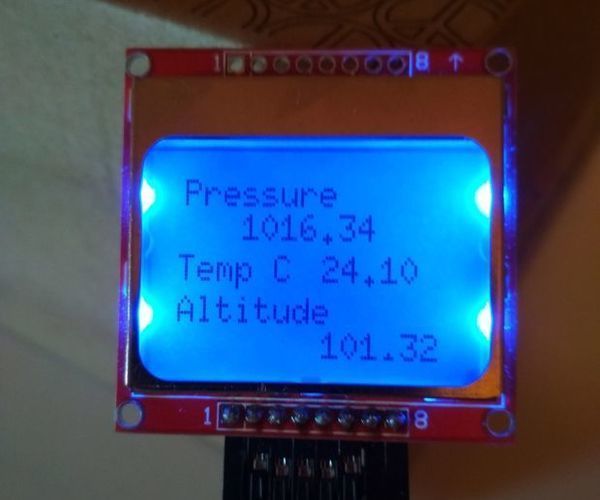 1 8 ↑
Pressure
1016.34
Temp C 24.10
Altitude
101.32
1 8